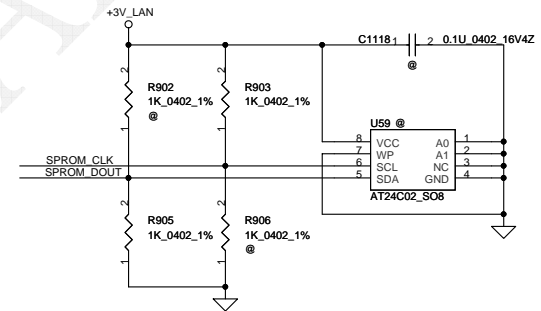 +3V_LAN
C1118 1 2 0.1U_0402_16V4Z
@
2 2
R902 R903
1K_0402_1% 1K_0402_1%
@
1 1
U59 @
8 VCC A0 1
7 WP A1 2
6 SCL NC 3
5 SDA GND 4
AT24C02_SO8
SPROM_CLK
SPROM_DOUT
2 2
R905 R906
1K_0402_1% 1K_0402_1%
@
1 1